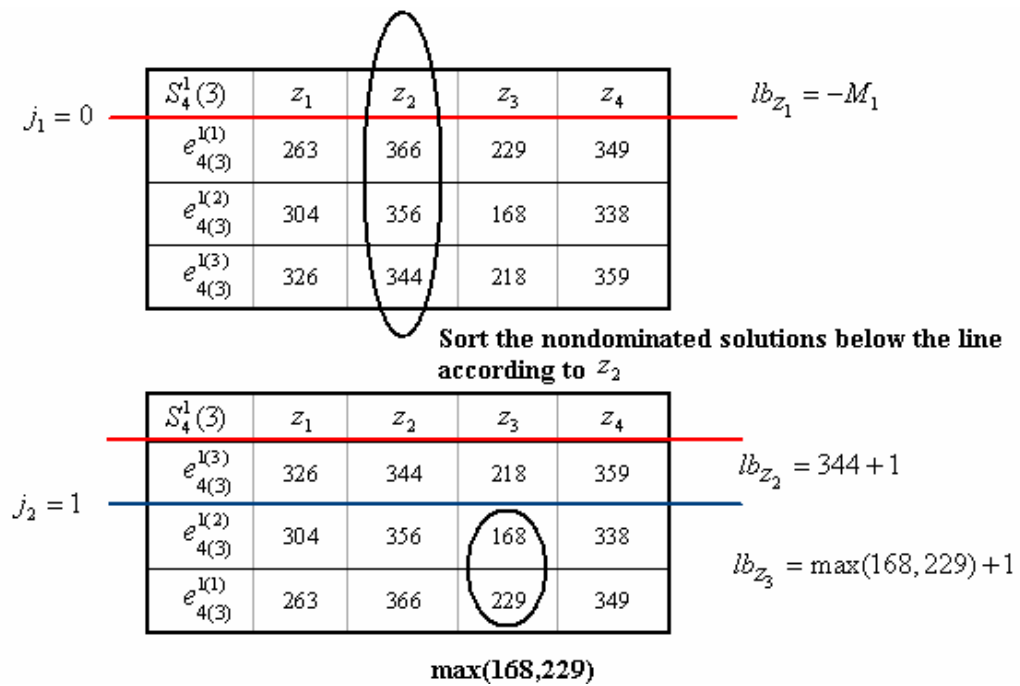 S_4^1(3) z_1 z_2 z_3 z_4
j_1 = 0
lb_{Z_1} = −M_1
e_{4(3)}^{1(1)} 263 366 229 349
e_{4(3)}^{1(2)} 304 356 168 338
e_{4(3)}^{1(3)} 326 344 218 359
Sort the nondominated solutions below the line
according to z_2
S_4^1(3) z_1 z_2 z_3 z_4
e_{4(3)}^{1(3)} 326 344 218 359
lb_{Z_2} = 344 + 1
j_2 = 1
e_{4(3)}^{1(2)} 304 356 168 338
lb_{Z_3} = max(168, 229) + 1
e_{4(3)}^{1(1)} 263 366 229 349
max(168,229)